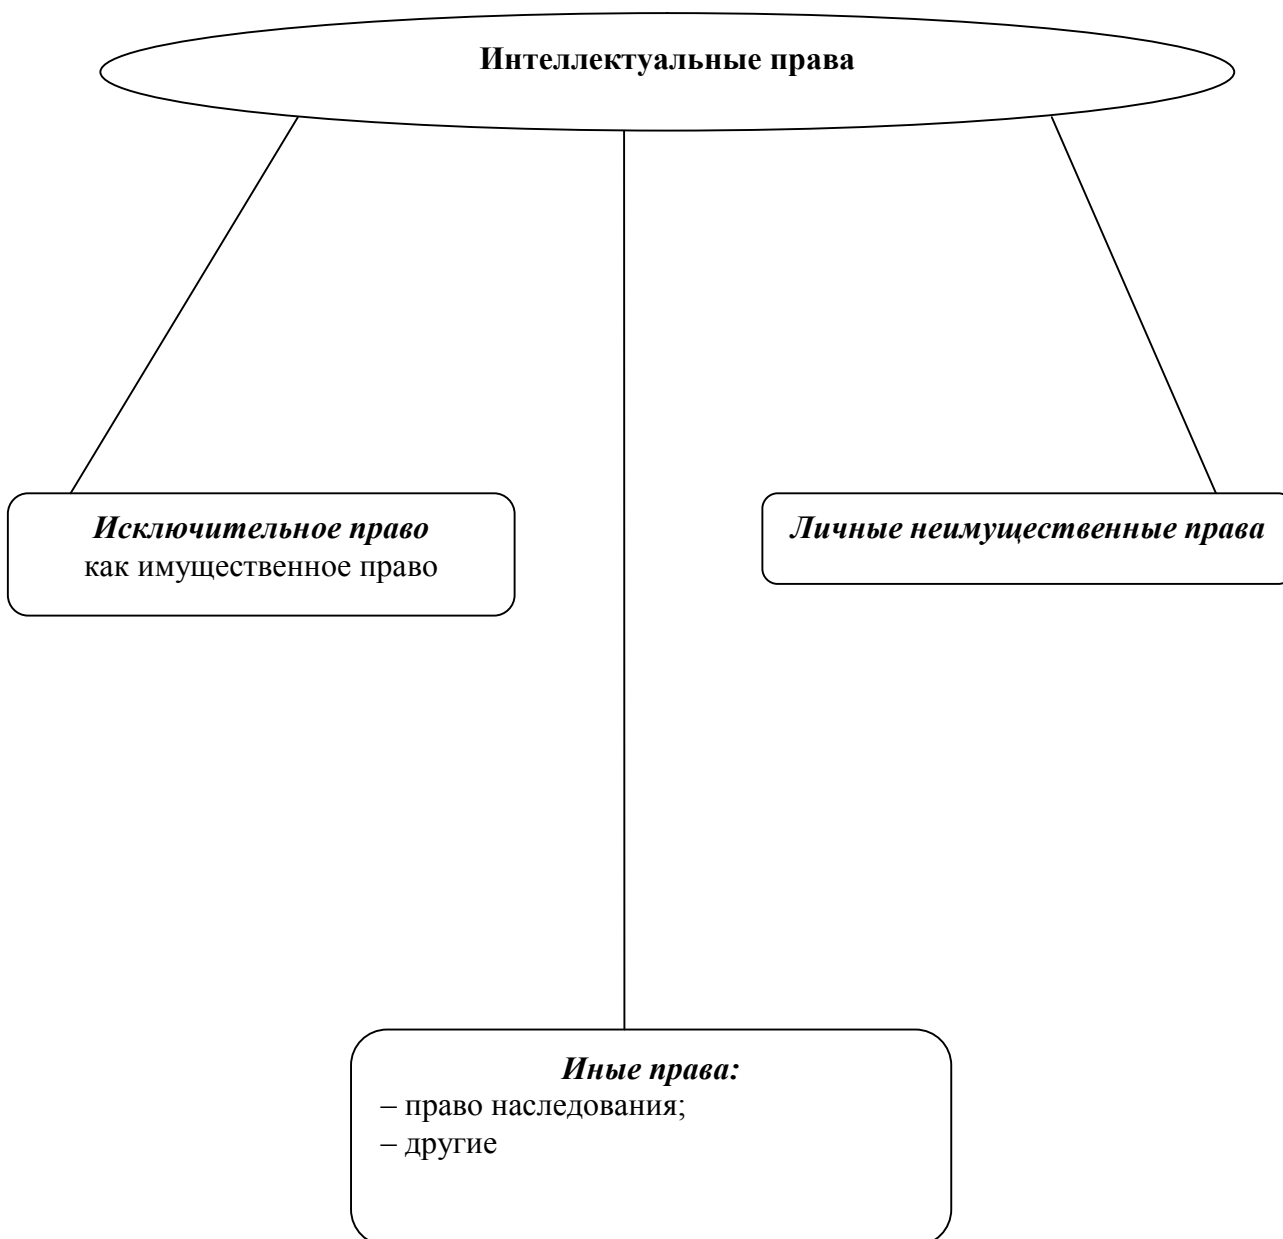 Интеллектуальные права
Исключительное право
как имущественное право
Личные неимущественные права
Иные права:
– право наследования;
– другие